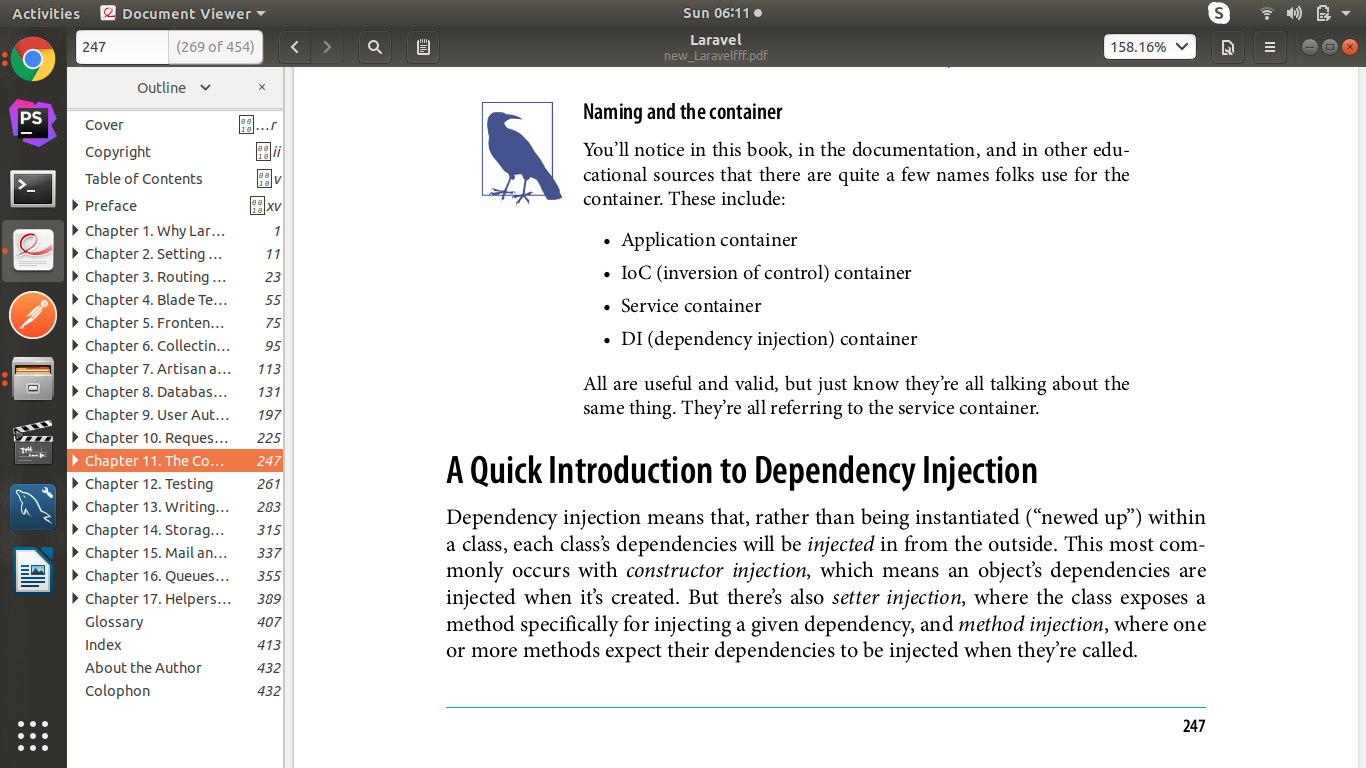 Activities
Document Viewer
Sun 06:11
S
247
(269 of 454)
Laravel
new_Laravelfff.pdf
158.16%
Outline
Cover …r
Copyright ii
Table of Contents v
Preface xv
Chapter 1. Why Lar… 1
Chapter 2. Setting … 11
Chapter 3. Routing … 23
Chapter 4. Blade Te… 55
Chapter 5. Fronten… 75
Chapter 6. Collectin… 95
Chapter 7. Artisan a… 113
Chapter 8. Databas… 131
Chapter 9. User Aut… 197
Chapter 10. Reques… 225
Chapter 11. The Co… 247
Chapter 12. Testing 261
Chapter 13. Writing… 283
Chapter 14. Storag… 315
Chapter 15. Mail an… 337
Chapter 16. Queues… 355
Chapter 17. Helpers… 389
Glossary 407
Index 413
About the Author 432
Colophon 432
PS
Naming and the container
You’ll notice in this book, in the documentation, and in other edu-
cational sources that there are quite a few names folks use for the
container. These include:
• Application container
• IoC (inversion of control) container
• Service container
• DI (dependency injection) container
All are useful and valid, but just know they’re all talking about the
same thing. They’re all referring to the service container.
A Quick Introduction to Dependency Injection
Dependency injection means that, rather than being instantiated (“newed up”) within
a class, each class’s dependencies will be injected in from the outside. This most com-
monly occurs with constructor injection, which means an object’s dependencies are
injected when it’s created. But there’s also setter injection, where the class exposes a
method specifically for injecting a given dependency, and method injection, where one
or more methods expect their dependencies to be injected when they’re called.
247